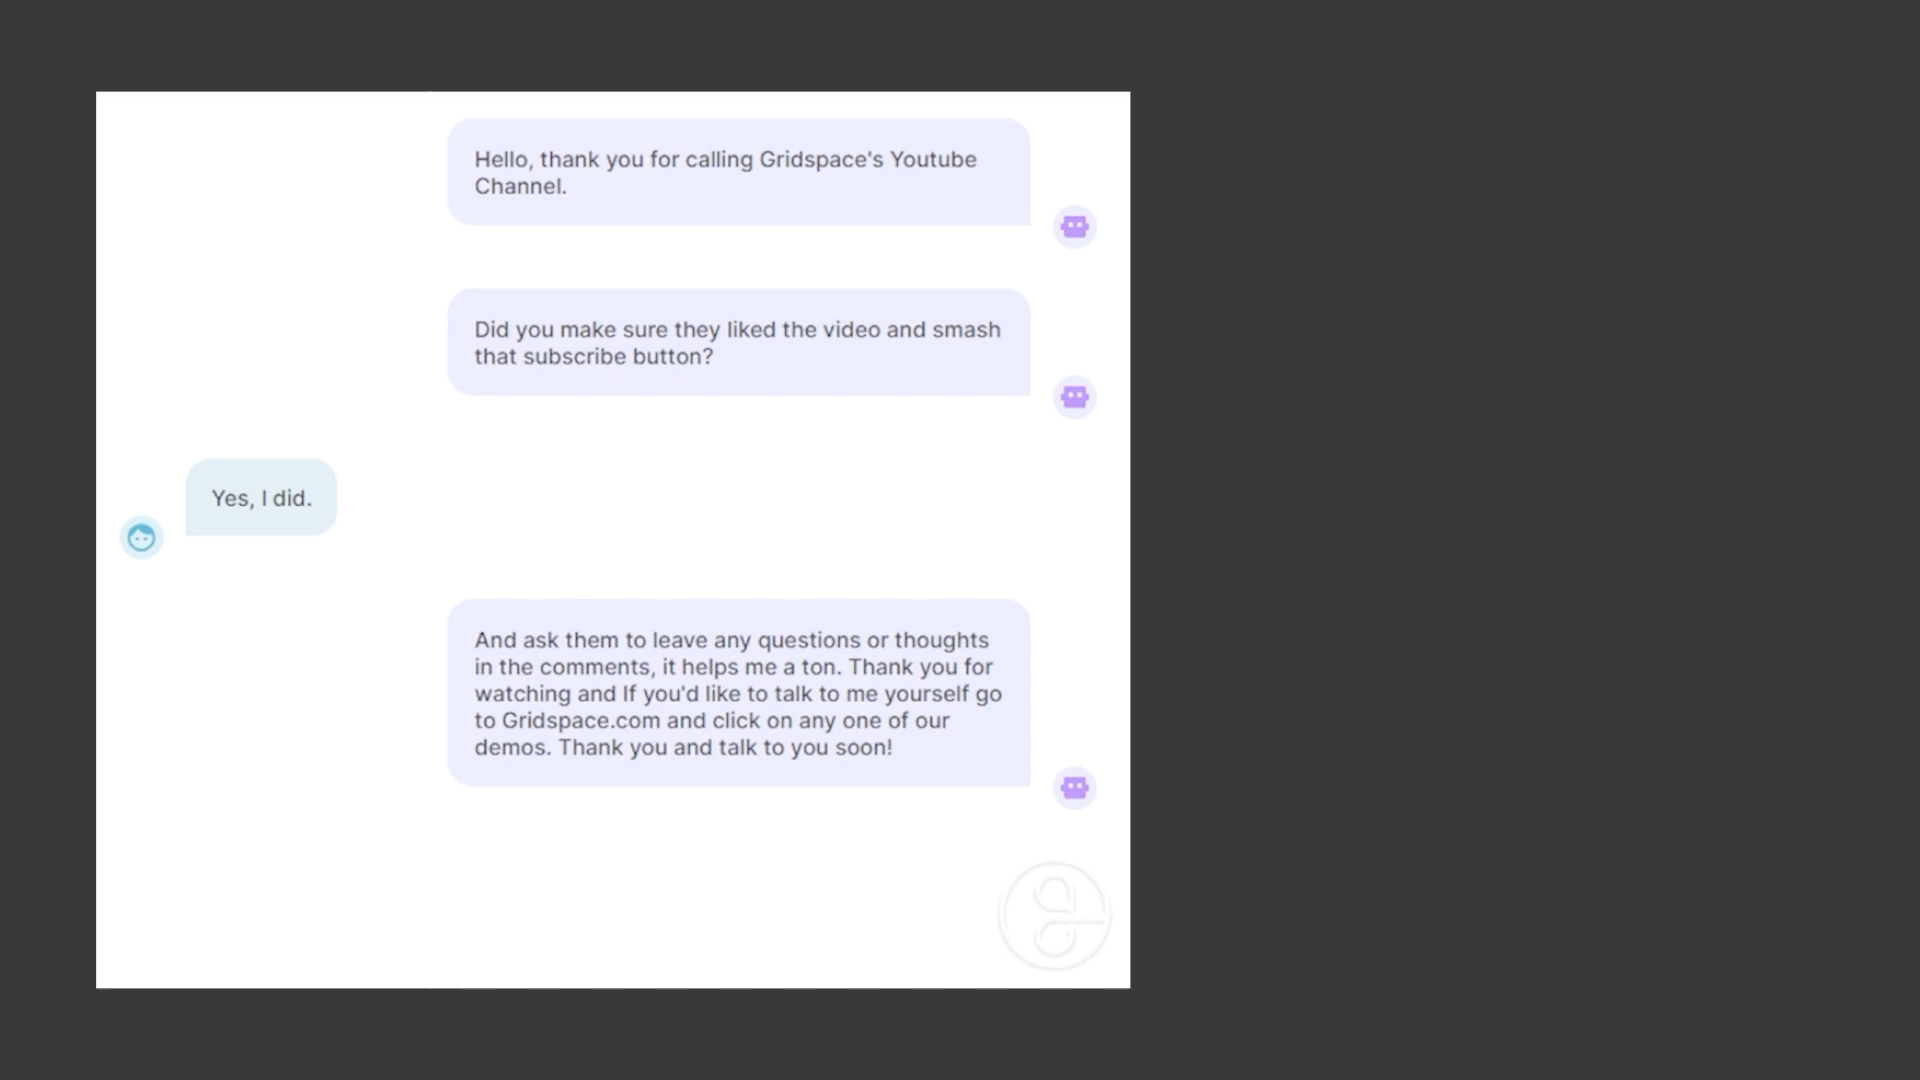 Hello, thank you for calling Gridspace's Youtube
Channel.
Did you make sure they liked the video and smash
that subscribe button?
Yes, I did.
And ask them to leave any questions or thoughts
in the comments, it helps me a ton. Thank you for
watching and If you'd like to talk to me yourself go
to Gridspace.com and click on any one of our
demos. Thank you and talk to you soon!